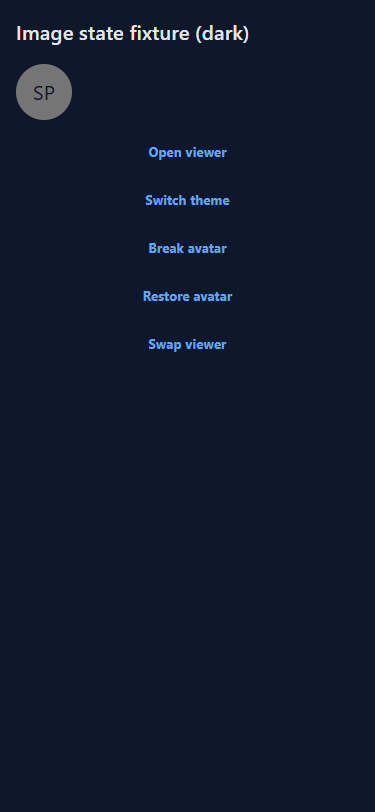 Image state fixture (dark)
SP
Open viewer
Switch theme
Break avatar
Restore avatar
Swap viewer